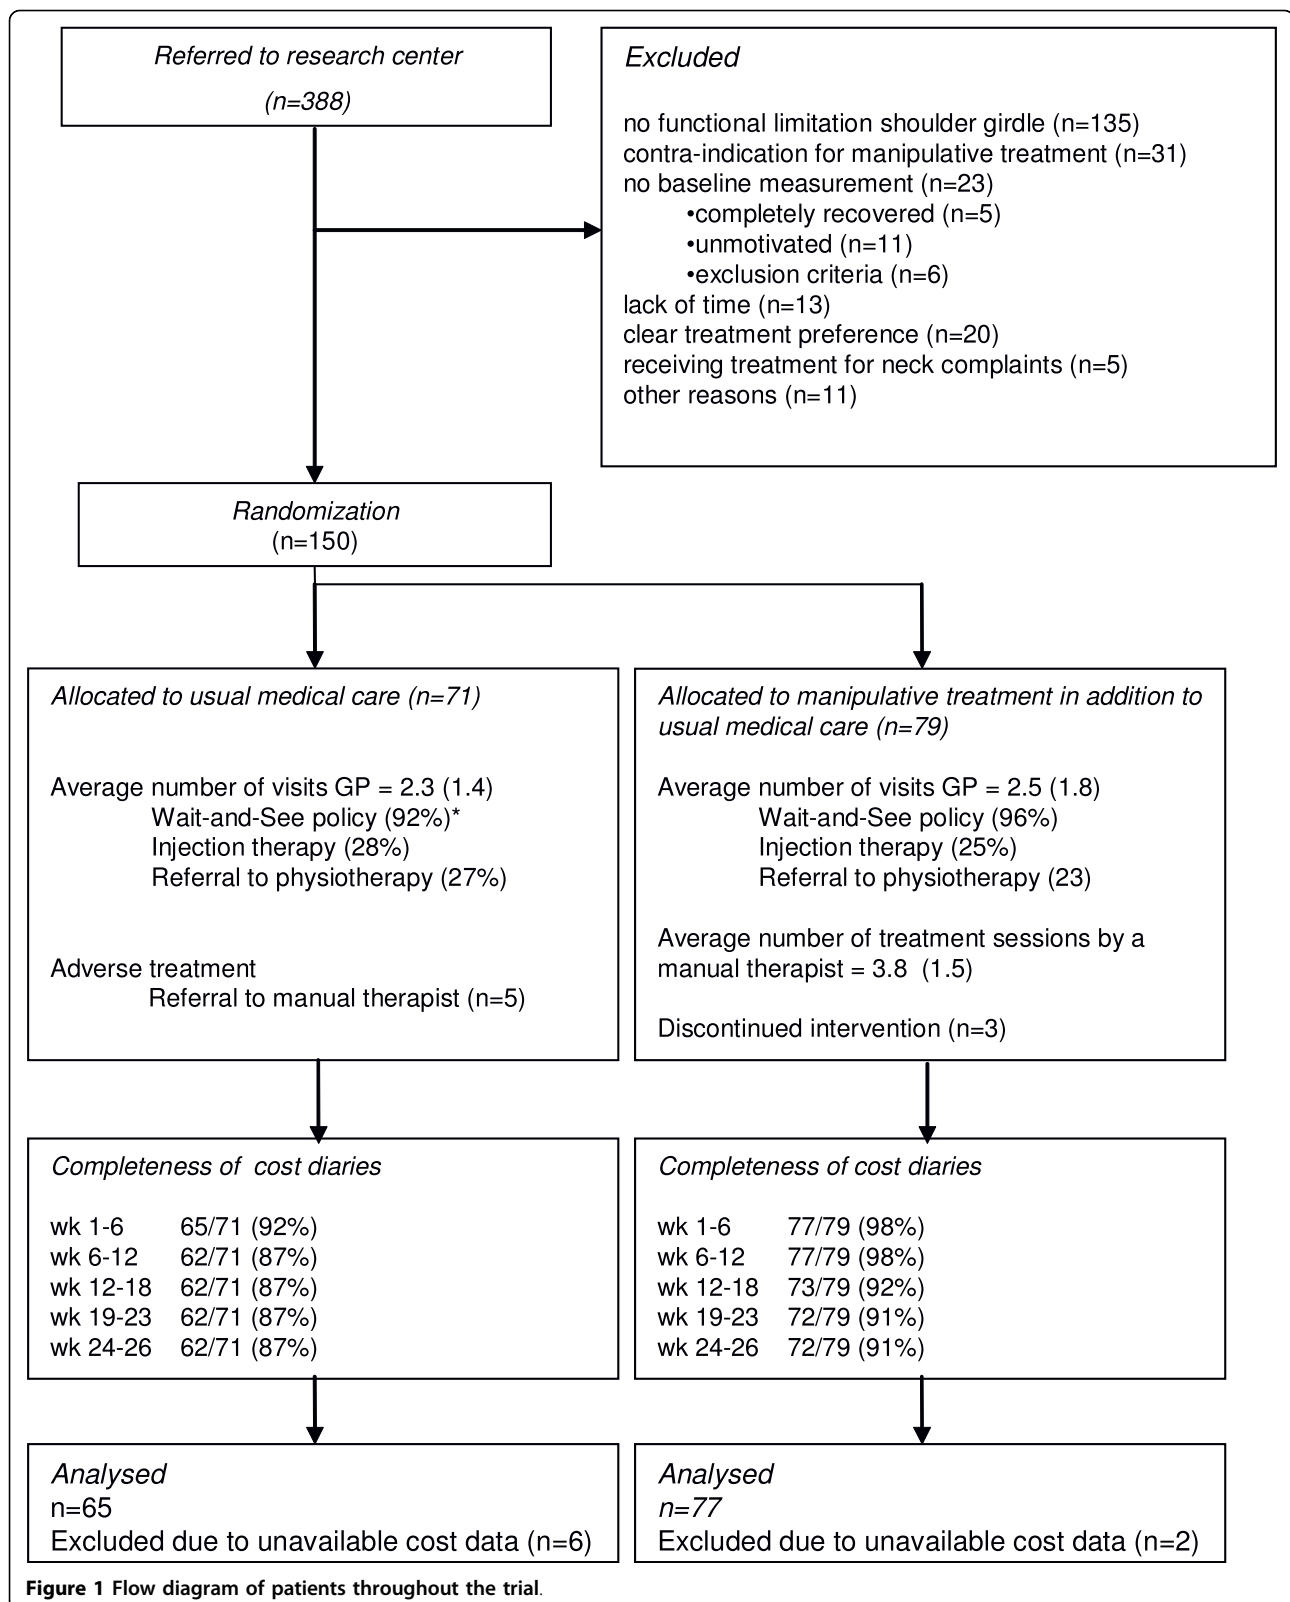 Referred to research center
(n=388)
Excluded
no functional limitation shoulder girdle (n=135)
contra-indication for manipulative treatment (n=31)
no baseline measurement (n=23)
•completely recovered (n=5)
•unmotivated (n=11)
•exclusion criteria (n=6)
lack of time (n=13)
clear treatment preference (n=20)
receiving treatment for neck complaints (n=5)
other reasons (n=11)
Randomization
(n=150)
Allocated to usual medical care (n=71)
Average number of visits GP = 2.3 (1.4)
Wait-and-See policy (92%)*
Injection therapy (28%)
Referral to physiotherapy (27%)
Adverse treatment
Referral to manual therapist (n=5)
Allocated to manipulative treatment in addition to
usual medical care (n=79)
Average number of visits GP = 2.5 (1.8)
Wait-and-See policy (96%)
Injection therapy (25%)
Referral to physiotherapy (23)
Average number of treatment sessions by a
manual therapist = 3.8 (1.5)
Discontinued intervention (n=3)
Completeness of cost diaries
wk 1-6 65/71 (92%)
wk 6-12 62/71 (87%)
wk 12-18 62/71 (87%)
wk 19-23 62/71 (87%)
wk 24-26 62/71 (87%)
Completeness of cost diaries
wk 1-6 77/79 (98%)
wk 6-12 77/79 (98%)
wk 12-18 73/79 (92%)
wk 19-23 72/79 (91%)
wk 24-26 72/79 (91%)
Analysed
n=65
Excluded due to unavailable cost data (n=6)
Analysed
n=77
Excluded due to unavailable cost data (n=2)
Figure 1 Flow diagram of patients throughout the trial.